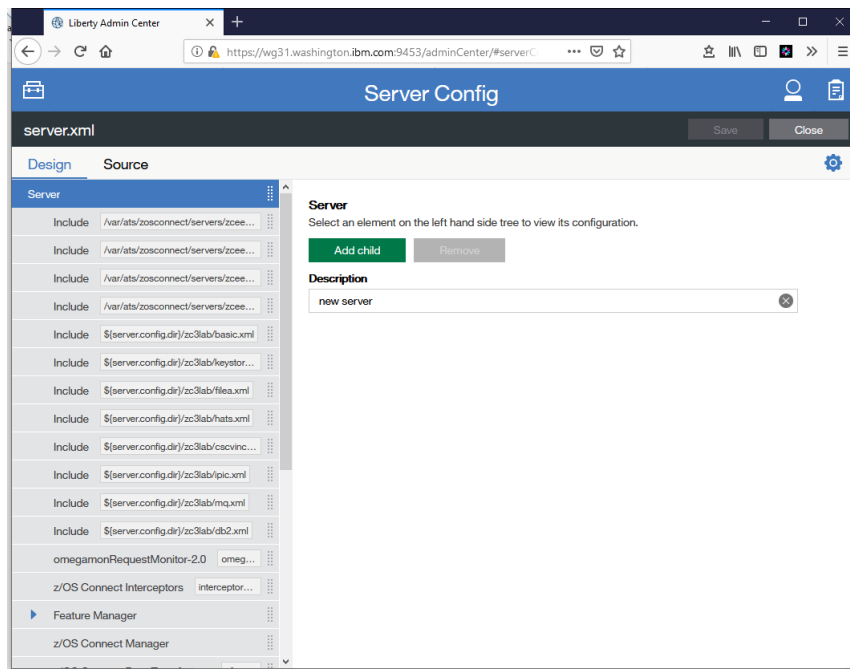 Liberty Admin Center
https://wg31.washington.ibm.com:9453/adminCenter/#serverC
Server Config
server.xml
Save
Close
Design
Source
Server
Include /var/ats/zosconnect/servers/zcee...
Include /var/ats/zosconnect/servers/zcee...
Include /var/ats/zosconnect/servers/zcee...
Include /var/ats/zosconnect/servers/zcee...
Include ${server.config.dir}/zc3lab/basic.xml
Include ${server.config.dir}/zc3lab/keystor...
Include ${server.config.dir}/zc3lab/filea.xml
Include ${server.config.dir}/zc3lab/hats.xml
Include ${server.config.dir}/zc3lab/cscvinc...
Include ${server.config.dir}/zc3lab/ipic.xml
Include ${server.config.dir}/zc3lab/mq.xml
Include ${server.config.dir}/zc3lab/db2.xml
omegamonRequestMonitor-2.0 omeg...
z/OS Connect Interceptors interceptor...
Feature Manager
z/OS Connect Manager
Server
Select an element on the left hand side tree to view its configuration.
Add child
Remove
Description
new server